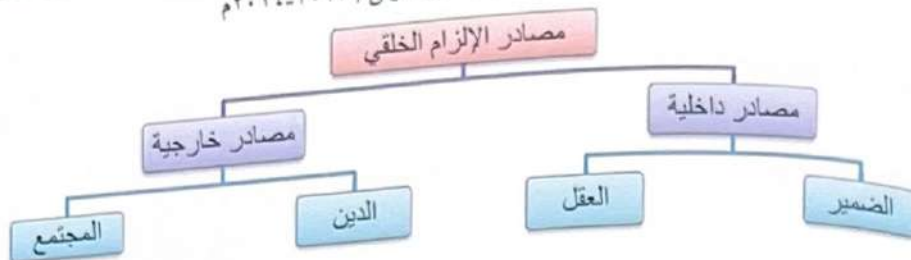 مصادر الإلزام الخلقي
مصادر داخلية
مصادر خارجية
الضمير
العقل
الدين
المجتمع